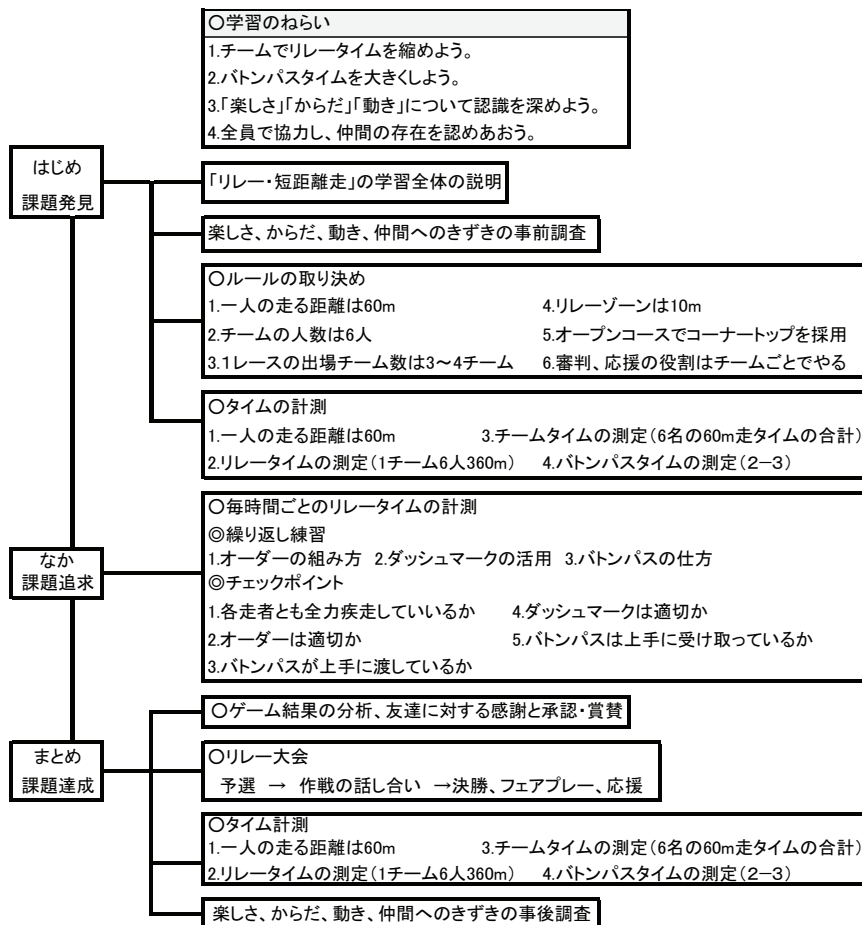 〇学習のねらい
1.チームでリレータイムを縮めよう。
2.バトンパスタイムを大きくしよう。
3.「楽しさ」「からだ」「動き」について認識を深めよう。
4.全員で協力し、仲間の存在を認めあおう。
はじめ
課題発見
「リレー・短距離走」の学習全体の説明
楽しさ、からだ、動き、仲間へのきずきの事前調査
〇ルールの取り決め
1.一人の走る距離は60m 4.リレーゾーンは10m
2.チームの人数は6人 5.オープンコースでコーナートップを採用
3.1レースの出場チーム数は3～4チーム 6.審判、応援の役割はチームごとでやる
〇タイムの計測
1.一人の走る距離は60m 3.チームタイムの測定(6名の60m走タイムの合計)
2.リレータイムの測定(1チーム6人360m) 4.バトンパスタイムの測定(2－3)
なか
課題追求
〇毎時間ごとのリレータイムの計測
◎繰り返し練習
1.オーダーの組み方 2.ダッシュマークの活用 3.バトンパスの仕方
◎チェックポイント
1.各走者とも全力疾走していいるか 4.ダッシュマークは適切か
2.オーダーは適切か 5.バトンパスは上手に受け取っているか
3.バトンパスが上手に渡しているか
まとめ
課題達成
〇ゲーム結果の分析、友達に対する感謝と承認・賞賛
〇リレー大会
予選 → 作戦の話し合い →決勝、フェアプレー、応援
〇タイム計測
1.一人の走る距離は60m 3.チームタイムの測定(6名の60m走タイムの合計)
2.リレータイムの測定(1チーム6人360m) 4.バトンパスタイムの測定(2－3)
楽しさ、からだ、動き、仲間へのきずきの事後調査